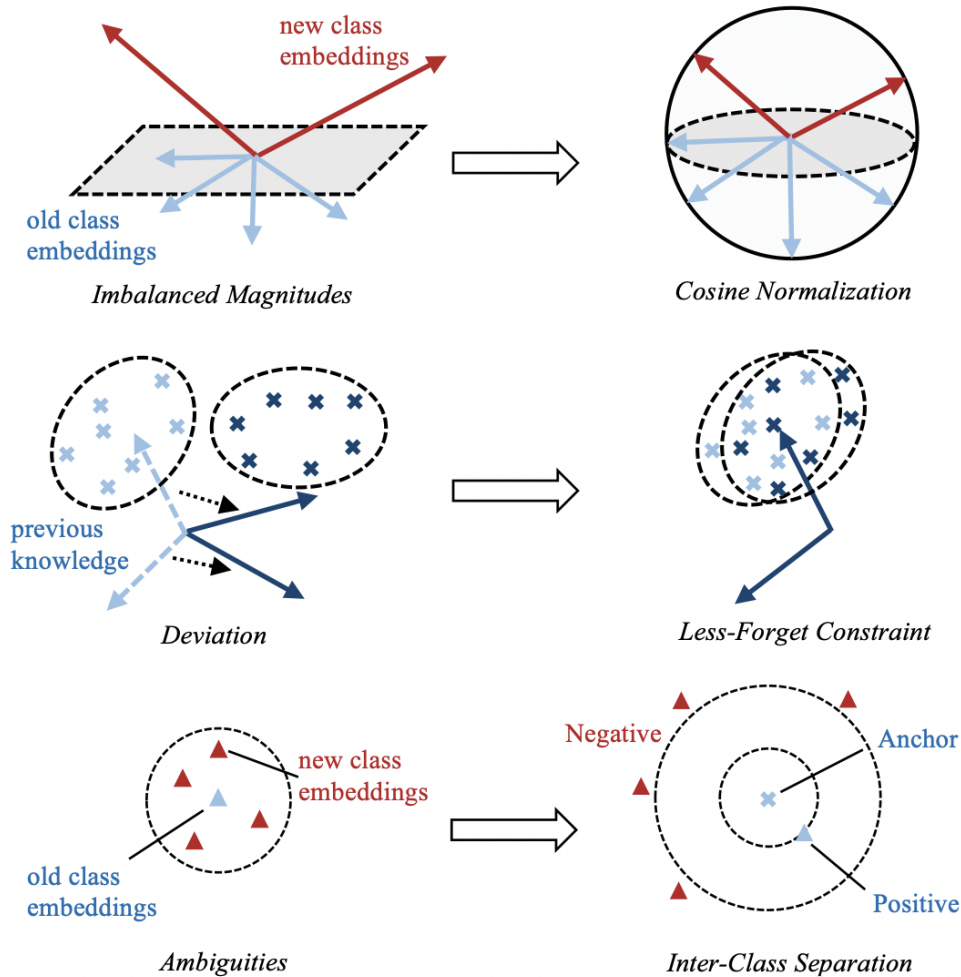 new class
embeddings
old class
embeddings
Imbalanced Magnitudes
Cosine Normalization
previous
knowledge
Deviation
Less-Forget Constraint
new class
embeddings
old class
embeddings
Ambiguities
Negative
Anchor
Positive
Inter-Class Separation